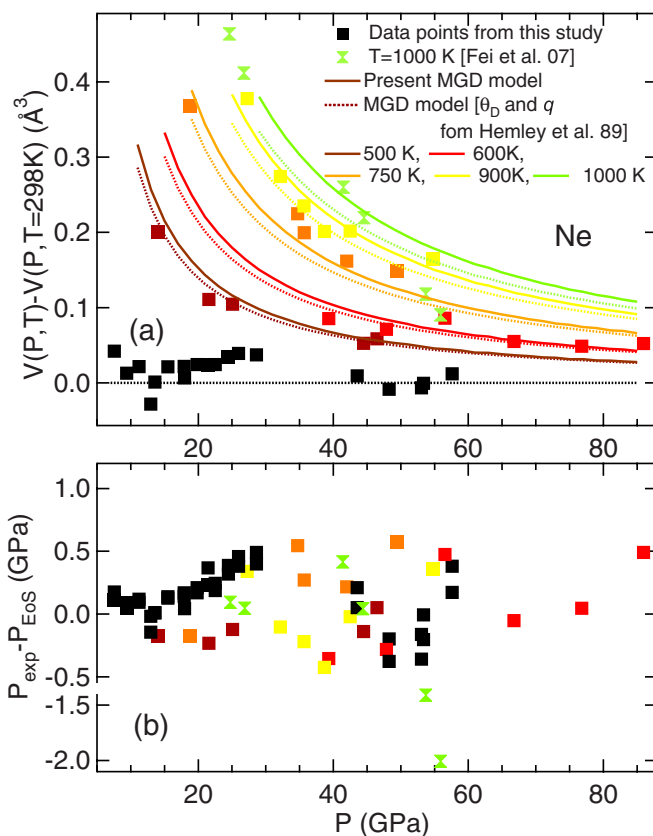 Data points from this study
T=1000 K [Fei et al. 07]
Present MGD model
MGD model [θD and q
fom Hemley et al. 89]
500 K, 600K,
750 K, 900K, 1000 K
Ne
(a)
V(P,T)-V(P,T=298K) (Å3)
0.4
0.3
0.2
0.1
0.0
20 40 60 80
Pexp-PEoS (GPa)
1.0
0.5
0.0
-0.5
-1.5
-2.0
(b)
0 20 40 60 80
P (GPa)